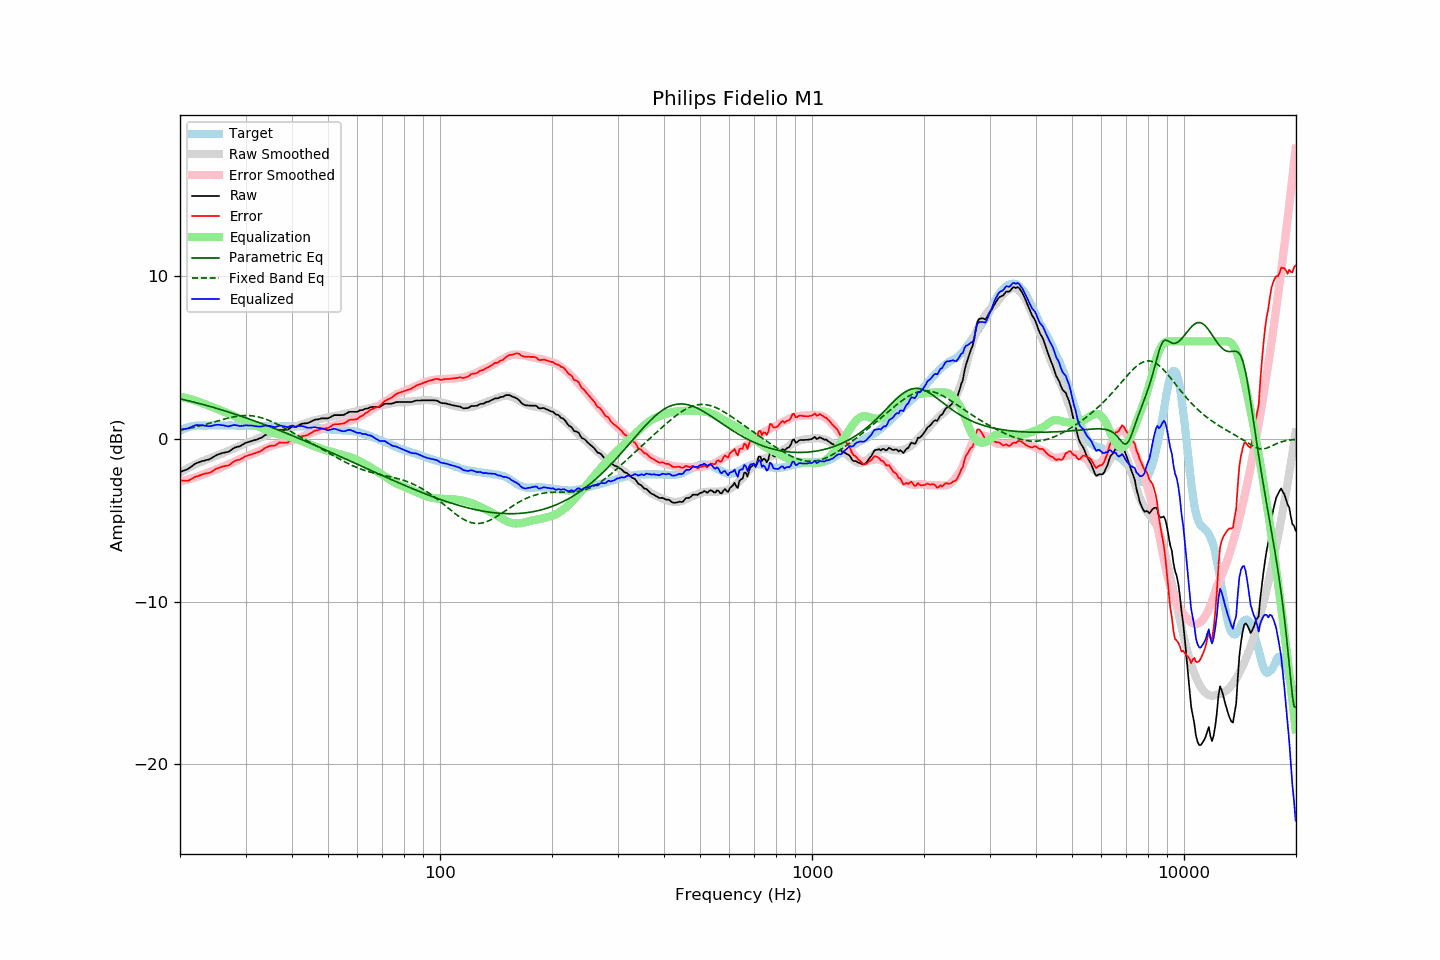 Philips Fidelio M1
Target
Raw Smoothed
Error Smoothed
Raw
Error
Equalization
Parametric Eq
Fixed Band Eq
Equalized
Amplitude (dBr)
10
0
−10
−20
100
1000
10000
Frequency (Hz)